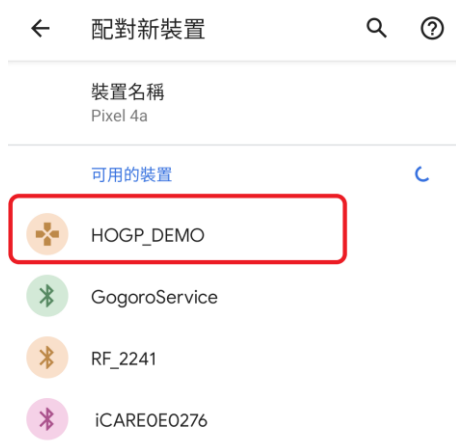 配對新裝置
裝置名稱
Pixel 4a
可用的裝置
HOGP_DEMO
GogoroService
RF_2241
iCARE0E0276